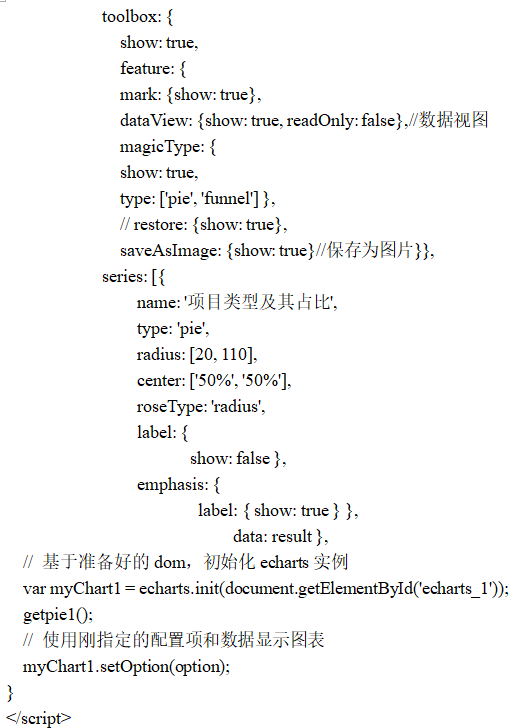 toolbox: {
show: true,
feature: {
mark: {show: true},
dataView: {show: true, readOnly: false},//数据视图
magicType: {
show: true,
type: ['pie', 'funnel'] },
// restore: {show: true},
saveAsImage: {show: true}//保存为图片}},
series: [{
name: '项目类型及其占比',
type: 'pie',
radius: [20, 110],
center: ['50%', '50%'],
roseType: 'radius',
label: {
show: false },
emphasis: {
label: { show: true } },
data: result },
// 基于准备好的 dom，初始化 echarts 实例
var myChart1 = echarts.init(document.getElementById('echarts_1'));
getpie1();
// 使用刚指定的配置项和数据显示图表
myChart1.setOption(option);
}
</script>